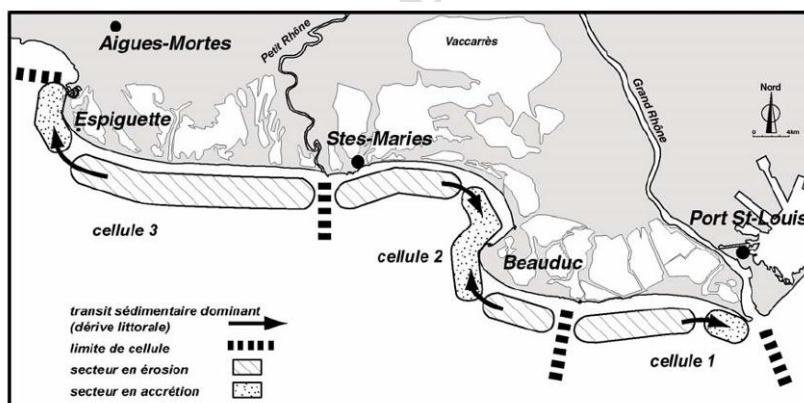 Aigues-Mortes
Petit Rhône
Vaccarrès
Grand Rhône
Nord
0 4km
Espiguette
Stes-Maries
Port St-Louis
cellule 3
cellule 2
Beauduc
cellule 1
transit sédimentaire dominant
(dérive littorale)
limite de cellule
secteur en érosion
secteur en accrétion